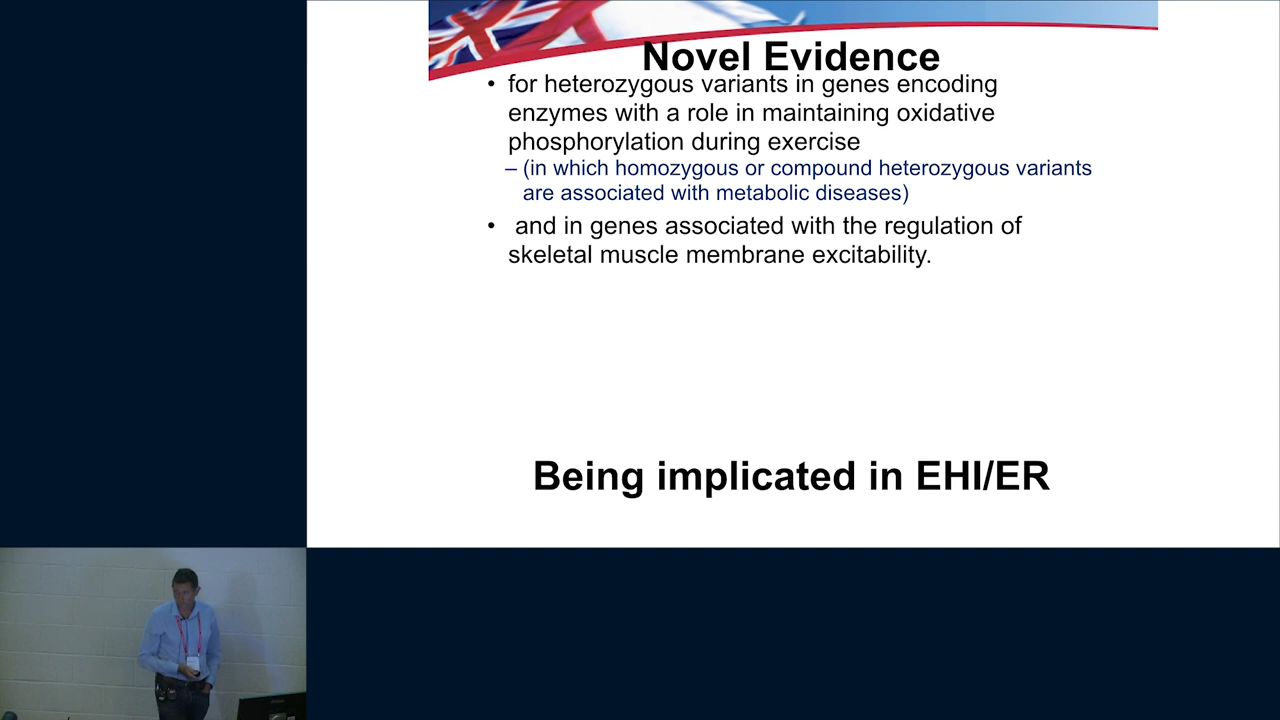 Novel Evidence
• for heterozygous variants in genes encoding
enzymes with a role in maintaining oxidative
phosphorylation during exercise
– (in which homozygous or compound heterozygous variants
are associated with metabolic diseases)
• and in genes associated with the regulation of
skeletal muscle membrane excitability.
Being implicated in EHI/ER